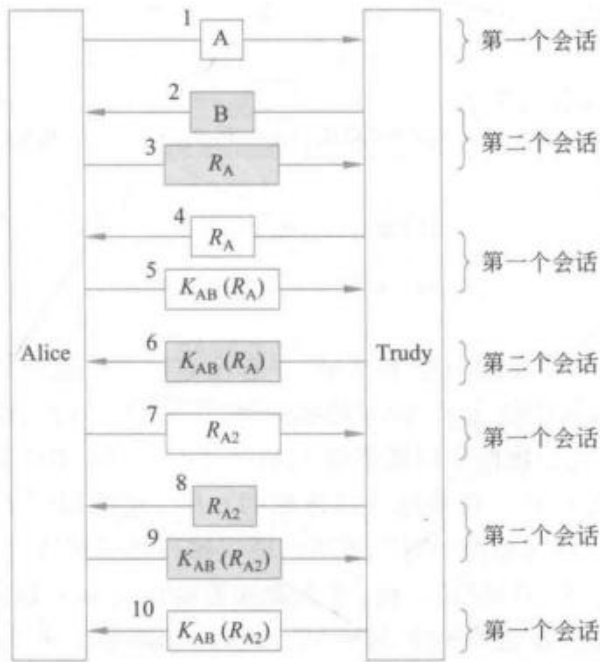 1 A 第一个会话
2 B
第二个会话
3 R_A
4 R_A
第一个会话
5 K_AB (R_A)
Alice 6 K_AB (R_A) Trudy 第二个会话
7 R_A2 第一个会话
8 R_A2
第二个会话
9 K_AB (R_A2)
10 K_AB (R_A2) 第一个会话